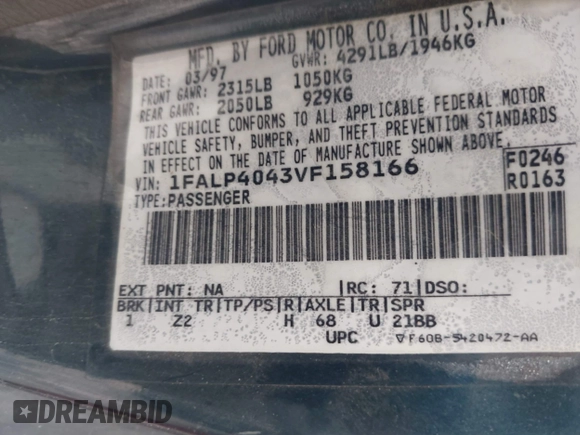 MFD. BY FORD MOTOR CO. IN U.S.A.
DATE: 03/97 GVWR: 4291LB/1946KG
FRONT GAWR: 2315LB 1050KG
REAR GAWR: 2050LB 929KG
THIS VEHICLE CONFORMS TO ALL APPLICABLE FEDERAL MOTOR
VEHICLE SAFETY, BUMPER, AND THEFT PREVENTION STANDARDS
IN EFFECT ON THE DATE OF MANUFACTURE SHOWN ABOVE.
VIN: 1FALP4043VF158166 F0246
TYPE: PASSENGER R0163
EXT PNT: NA |RC: 71|DSO:
BRK|INT TR|TP/PS|R|AXLE|TR|SPR
1 Z2 H 68 U 21BB
UPC ▽F60B-5420472-AA
DREAMBID